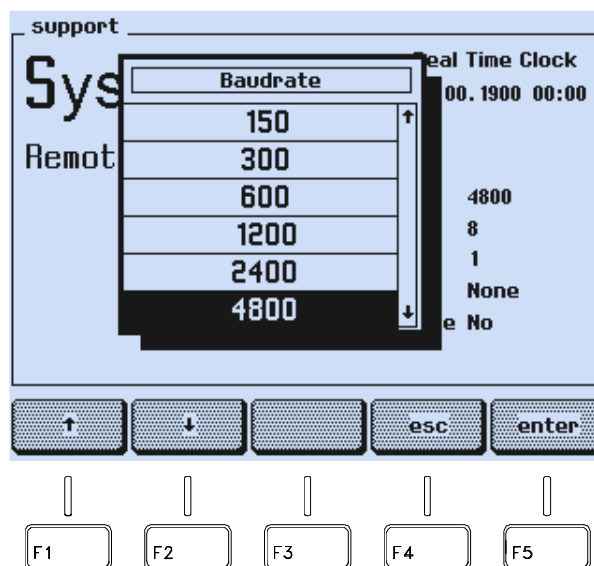 support
Sys
eal Time Clock
00.1900 00:00
Baudrate
150
Remot
300
600
4800
1200
8
2400
1
4800
None
e No
↑ ↓ esc enter
F1 F2 F3 F4 F5